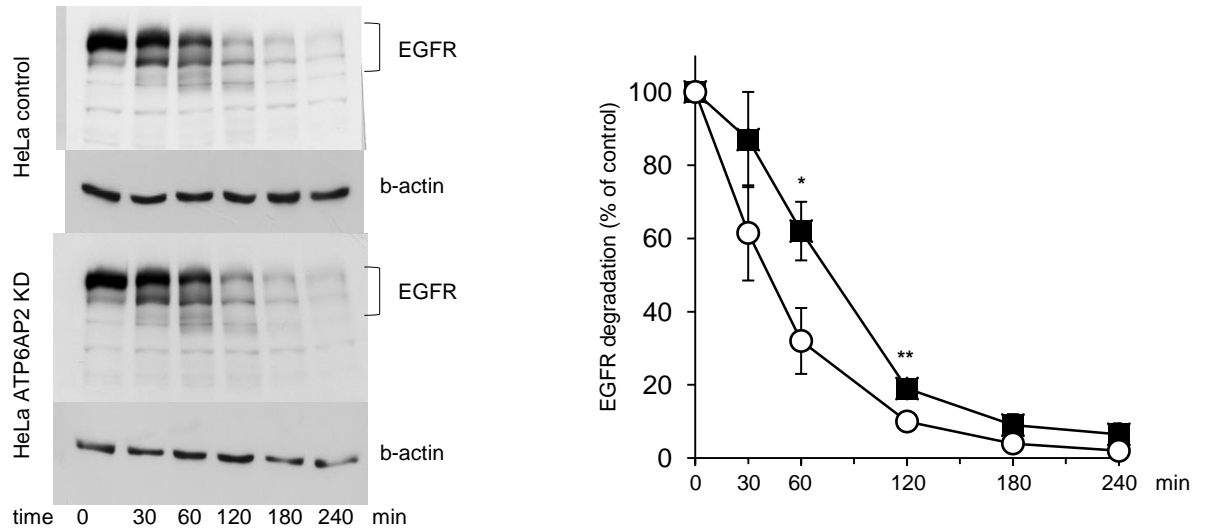 HeLa control
EGFR
b-actin
HeLa ATP6AP2 KD
EGFR
b-actin
time 0 30 60 120 180 240 min
EGFR degradation (% of control)
100
80
60
40
20
0
*
**
0 30 60 120 180 240 min